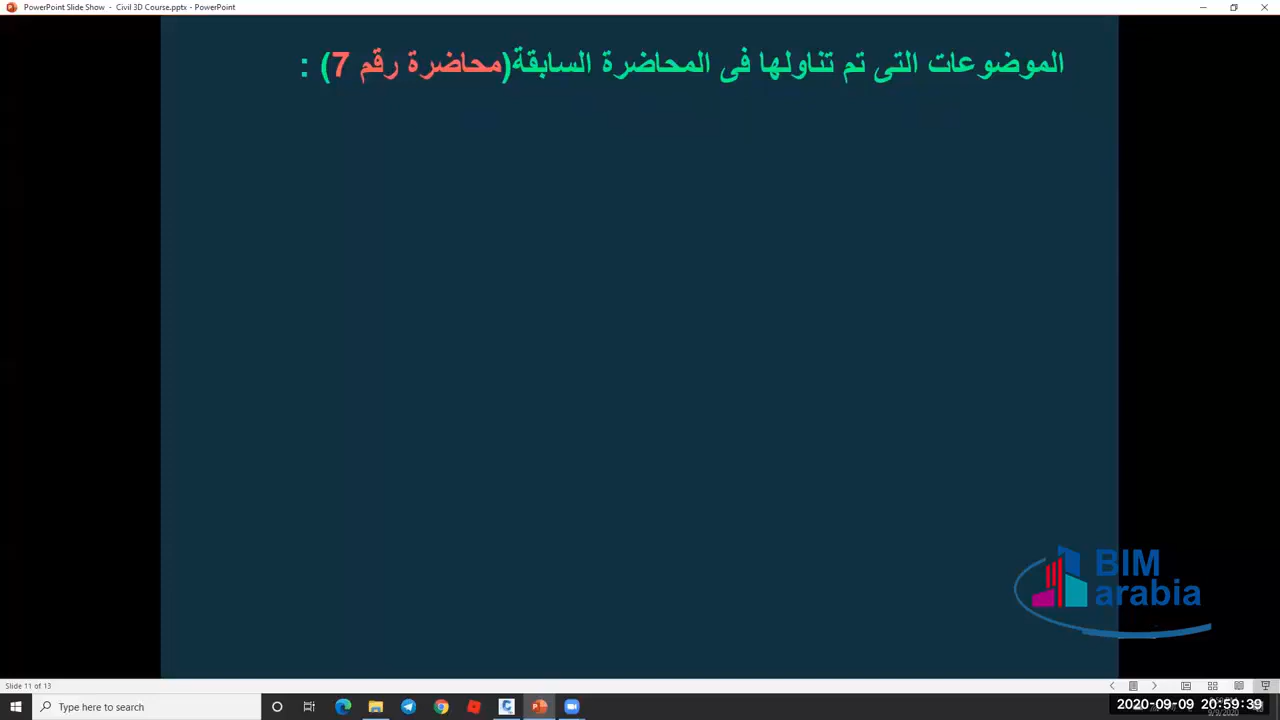 PowerPoint Slide Show - Civil 3D Course.pptx - PowerPoint
الموضوعات التى تم تناولها فى المحاضرة السابقة(محاضرة رقم 7) :
BIM
arabia
Slide 11 of 13
Type here to search
2020-09-09 20:59:39